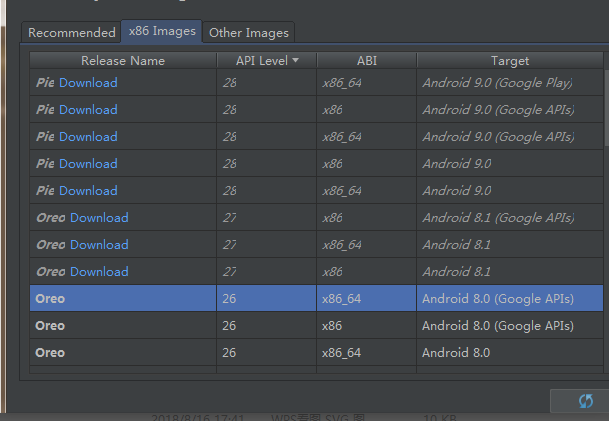 Recommended x86 Images Other Images
Release Name API Level ABI Target
Pie Download 28 x86_64 Android 9.0 (Google Play)
Pie Download 28 x86 Android 9.0 (Google APIs)
Pie Download 28 x86_64 Android 9.0 (Google APIs)
Pie Download 28 x86 Android 9.0
Pie Download 28 x86_64 Android 9.0
Oreo Download 27 x86 Android 8.1 (Google APIs)
Oreo Download 27 x86_64 Android 8.1
Oreo Download 27 x86 Android 8.1
Oreo 26 x86_64 Android 8.0 (Google APIs)
Oreo 26 x86 Android 8.0 (Google APIs)
Oreo 26 x86_64 Android 8.0
2018/8/16 17:41 WPS看图 SVG 图 10 KB